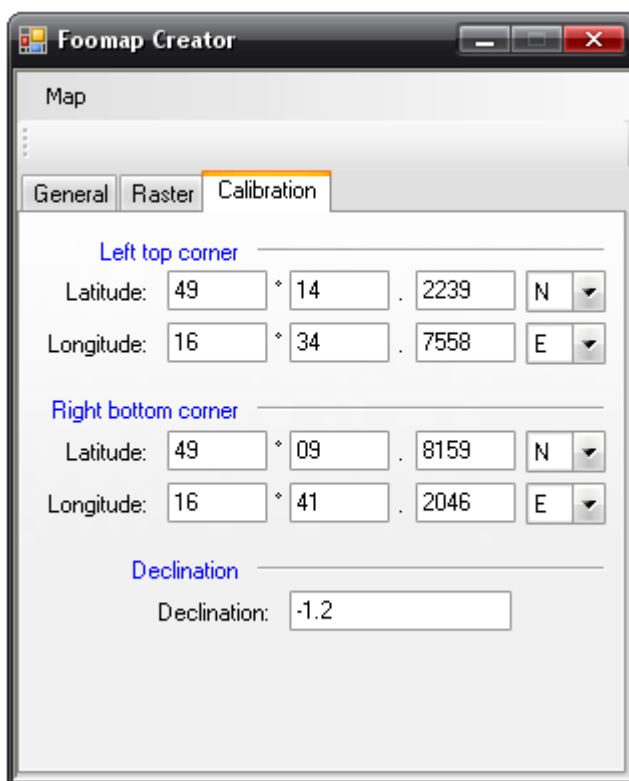 Foomap Creator
Map
General Raster Calibration
Left top corner
Latitude: 49 ° 14 . 2239 N
Longitude: 16 ° 34 . 7558 E
Right bottom corner
Latitude: 49 ° 09 . 8159 N
Longitude: 16 ° 41 . 2046 E
Declination
Declination: -1.2